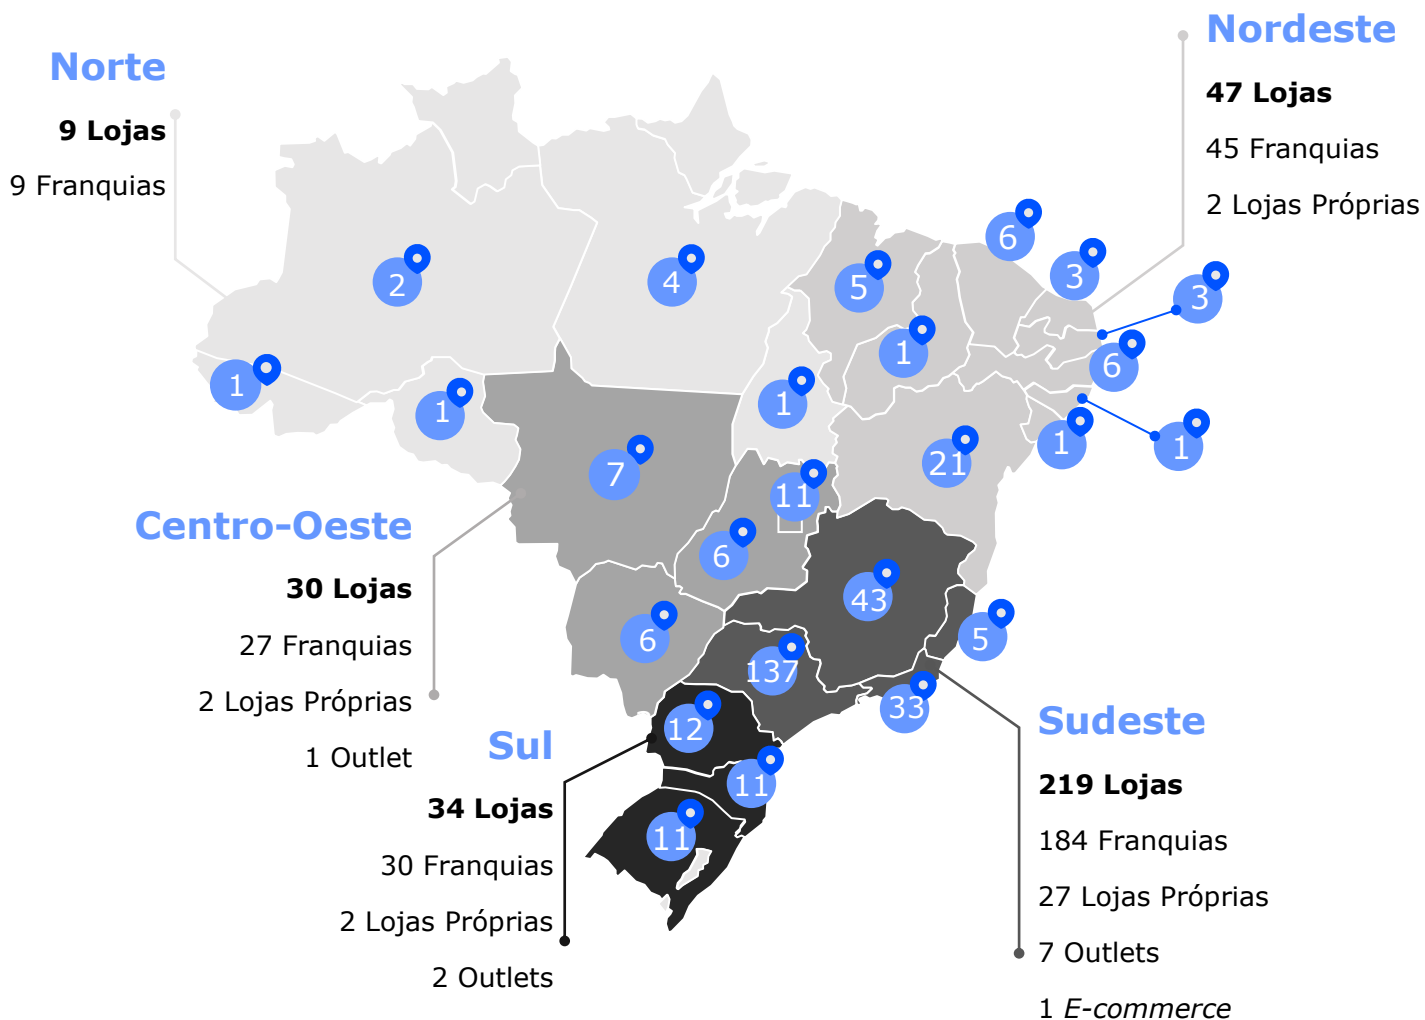 Norte
9 Lojas
9 Franquias
Nordeste
47 Lojas
45 Franquias
2 Lojas Próprias
2
4
1
1
1
5
1
6
3
3
6
1
1
21
7
11
6
6
Centro-Oeste
30 Lojas
27 Franquias
2 Lojas Próprias
1 Outlet
43
5
137
33
Sudeste
219 Lojas
184 Franquias
27 Lojas Próprias
7 Outlets
1 E-commerce
12
11
11
Sul
34 Lojas
30 Franquias
2 Lojas Próprias
2 Outlets